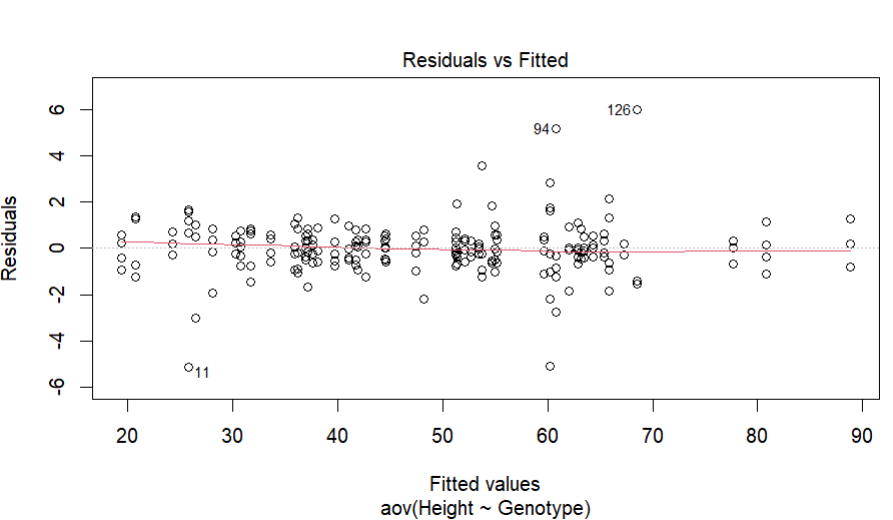 Residuals vs Fitted
Residuals
6
4
2
0
-2
-4
-6
126
94
11
20 30 40 50 60 70 80 90
Fitted values
aov(Height ~ Genotype)